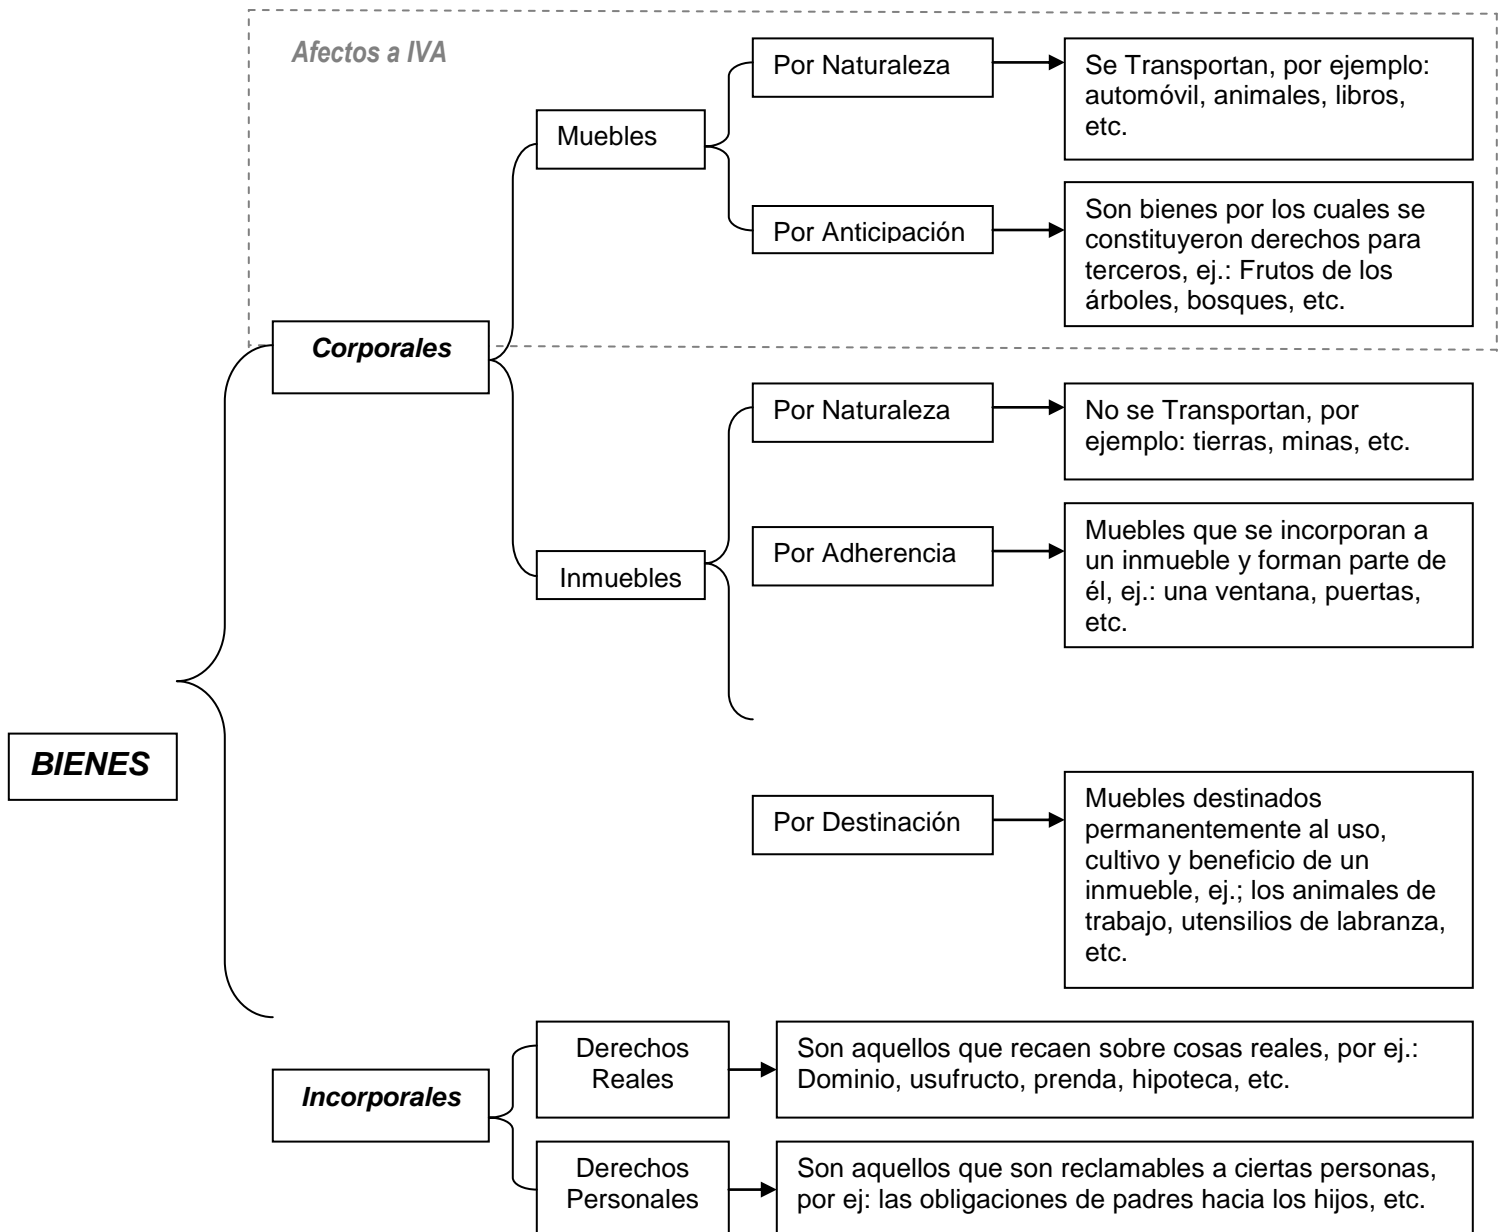 Afectos a IVA
Por Naturaleza
Se Transportan, por ejemplo:
automóvil, animales, libros,
etc.
Muebles
Por Anticipación
Son bienes por los cuales se
constituyeron derechos para
terceros, ej.: Frutos de los
árboles, bosques, etc.
Corporales
Por Naturaleza
No se Transportan, por
ejemplo: tierras, minas, etc.
Inmuebles
Por Adherencia
Muebles que se incorporan a
un inmueble y forman parte de
él, ej.: una ventana, puertas,
etc.
BIENES
Por Destinación
Muebles destinados
permanentemente al uso,
cultivo y beneficio de un
inmueble, ej.; los animales de
trabajo, utensilios de labranza,
etc.
Incorporales
Derechos
Reales
Son aquellos que recaen sobre cosas reales, por ej.:
Dominio, usufructo, prenda, hipoteca, etc.
Derechos
Personales
Son aquellos que son reclamables a ciertas personas,
por ej: las obligaciones de padres hacia los hijos, etc.